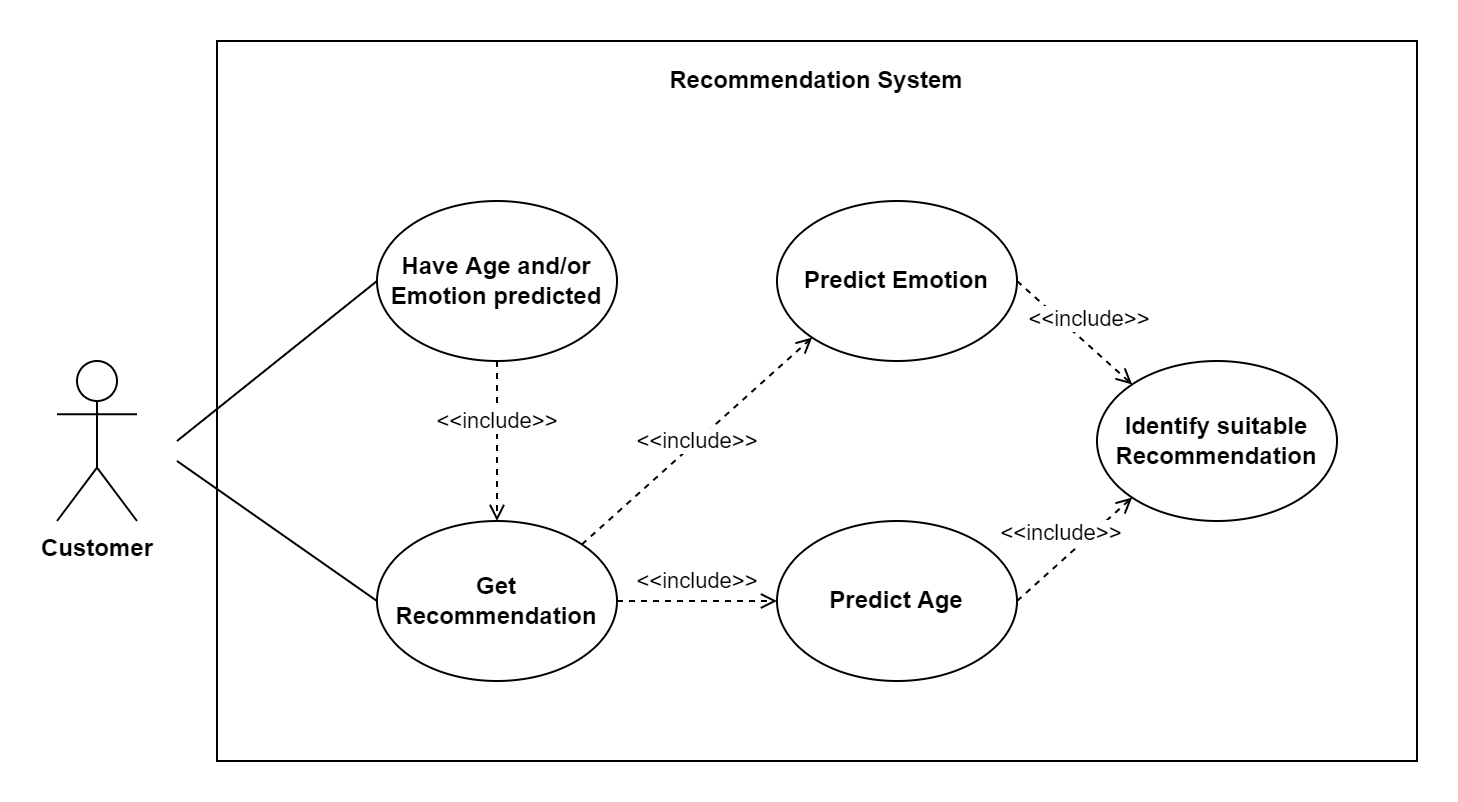 Recommendation System
Have Age and/or
Emotion predicted
Predict Emotion
<<include>>
<<include>>
<<include>>
Identify suitable
Recommendation
<<include>>
Customer
Get
Recommendation
<<include>>
Predict Age